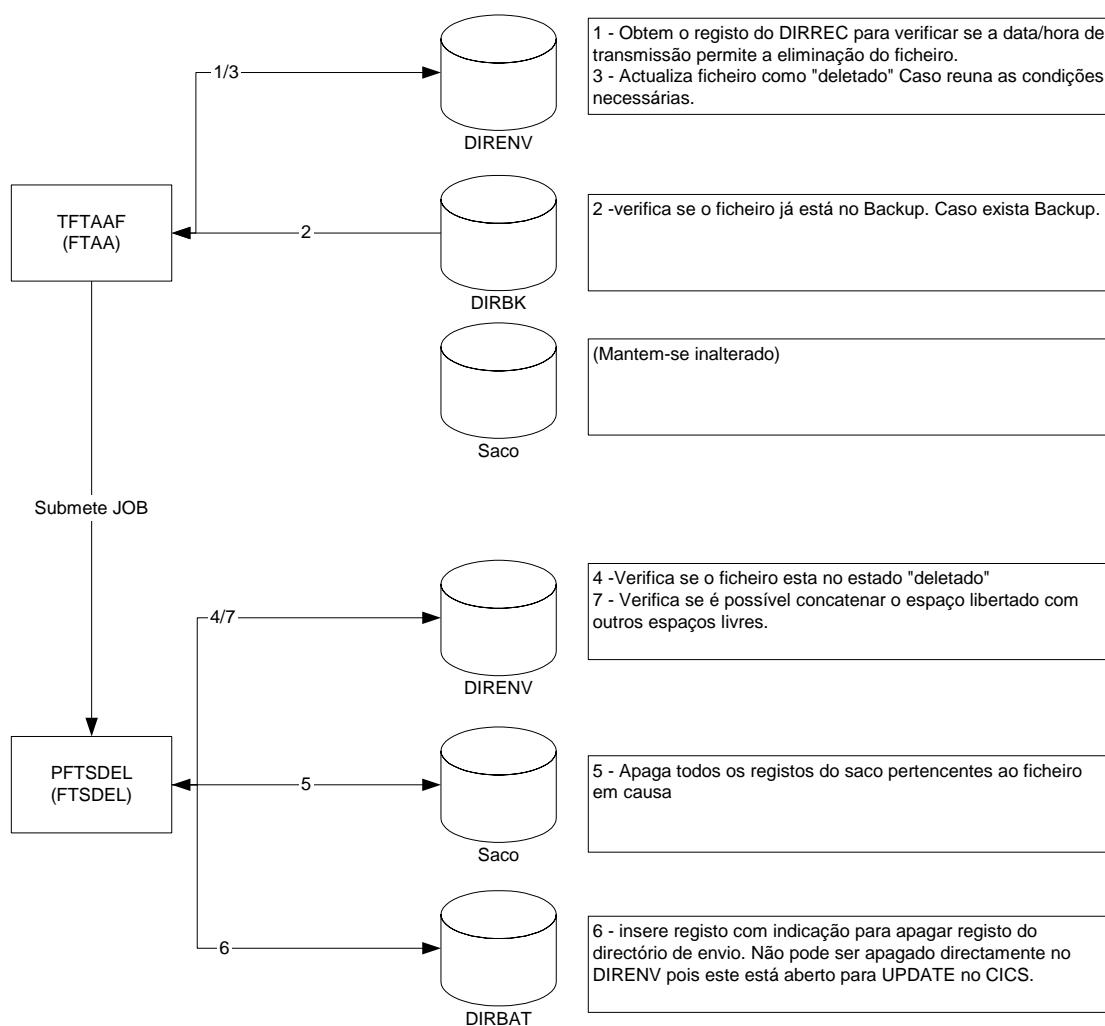 1 - Obtem o registo do DIRREC para verificar se a data/hora de
transmissão permite a eliminação do ficheiro.
3 - Actualiza ficheiro como "deletado" Caso reuna as condições
necessárias.
1/3
DIRENV
TFTAAF
(FTAA)
2
2 -verifica se o ficheiro já está no Backup. Caso exista Backup.
DIRBK
(Mantem-se inalterado)
Saco
Submete JOB
4 -Verifica se o ficheiro esta no estado "deletado"
7 - Verifica se é possível concatenar o espaço libertado com
outros espaços livres.
4/7
DIRENV
PFTSDEL
(FTSDEL)
5
5 - Apaga todos os registos do saco pertencentes ao ficheiro
em causa
Saco
6
6 - insere registo com indicação para apagar registo do
directório de envio. Não pode ser apagado directamente no
DIRENV pois este está aberto para UPDATE no CICS.
DIRBAT